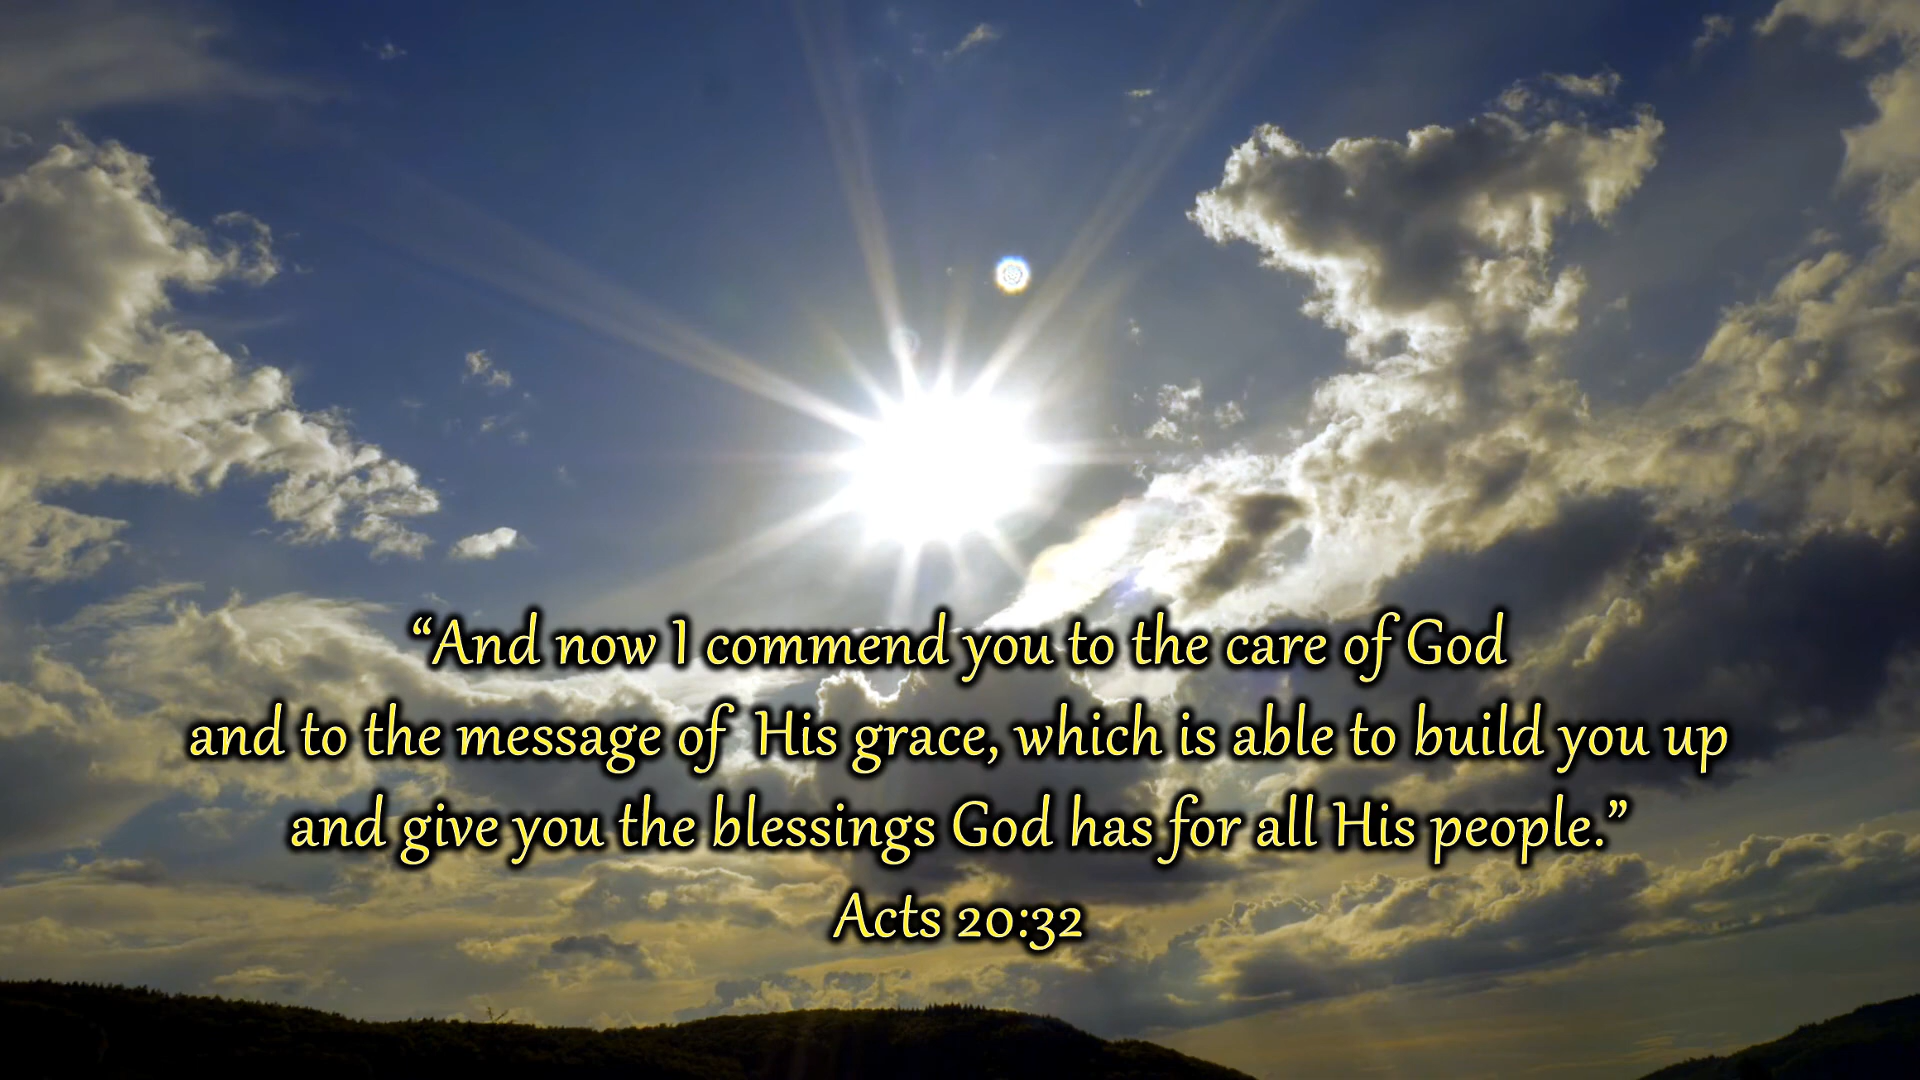 “And now I commend you to the care of God
and to the message of  His grace, which is able to build you up
and give you the blessings God has for all His people.”
Acts 20:32